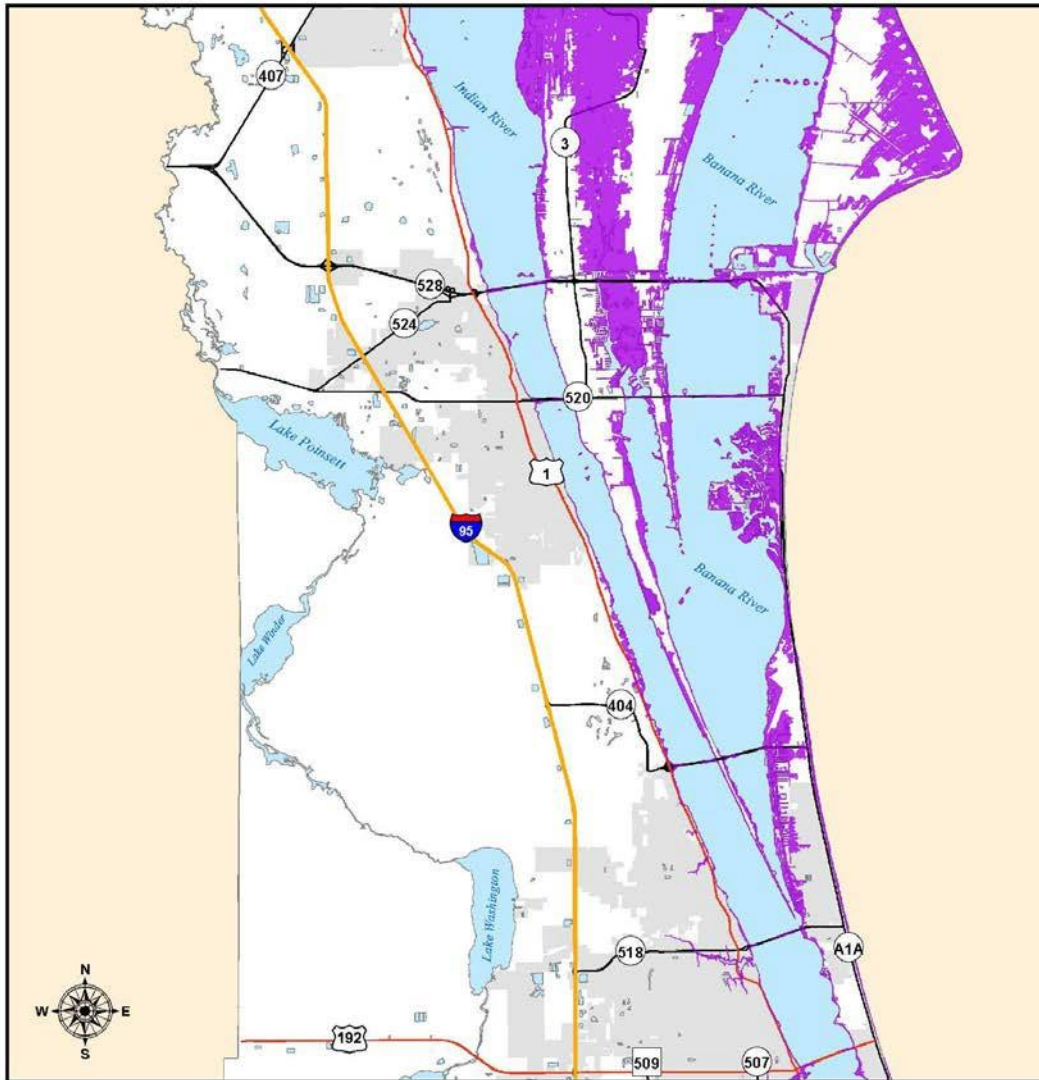 407
Indian River
3
Banana River
528
524
520
Lake Poinsett
1
95
Banana River
Lake Winder
404
Lake Washington
518
A1A
N
W
E
S
192
509
507